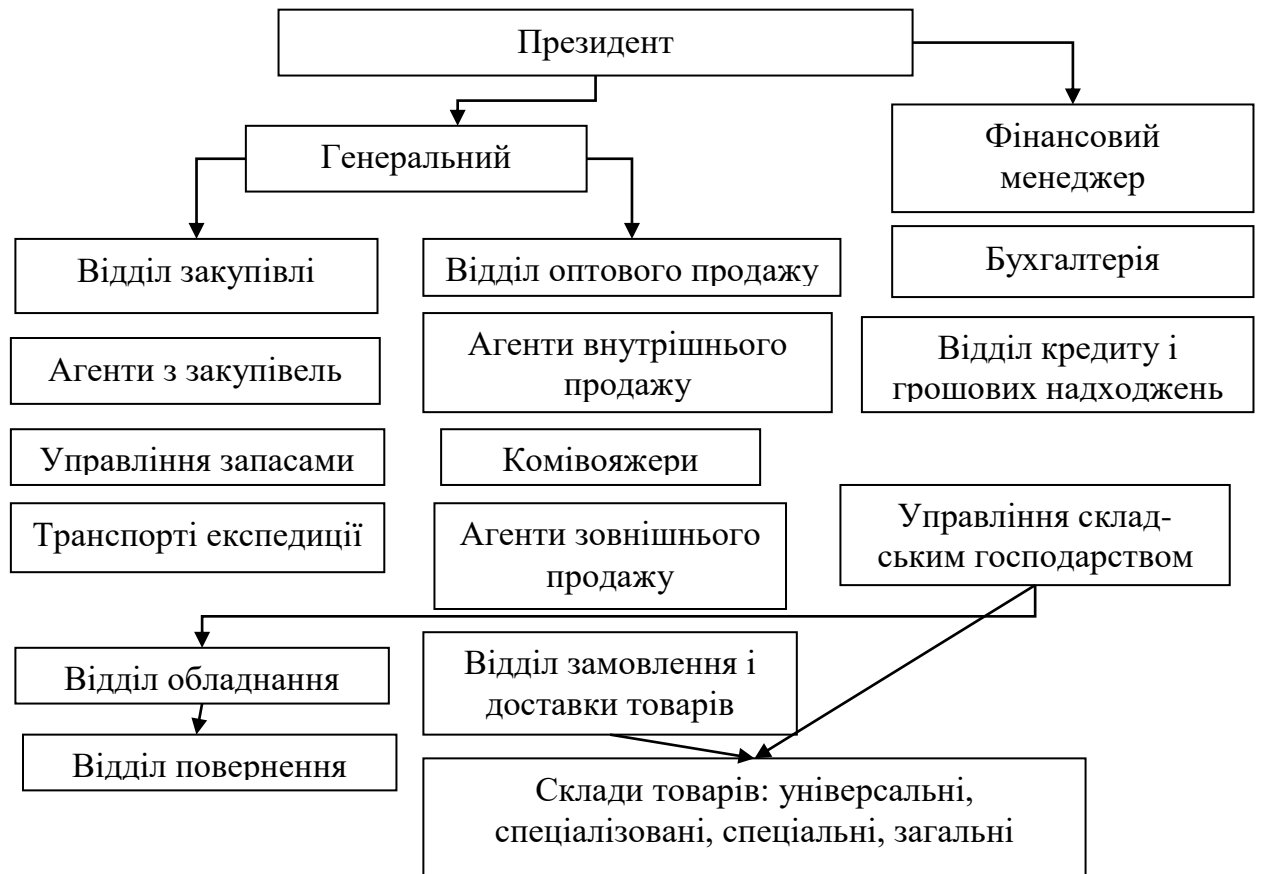 Президент
Генеральний
Фінансовий
менеджер
Відділ закупівлі
Відділ оптового продажу
Бухгалтерія
Агенти з закупівель
Агенти внутрішнього
продажу
Відділ кредиту і
грошових надходжень
Управління запасами
Комівояжери
Транспорті експедиції
Агенти зовнішнього
продажу
Управління склад-
ським господарством
Відділ обладнання
Відділ замовлення і
доставки товарів
Відділ повернення
Склади товарів: універсальні,
спеціалізовані, спеціальні, загальні